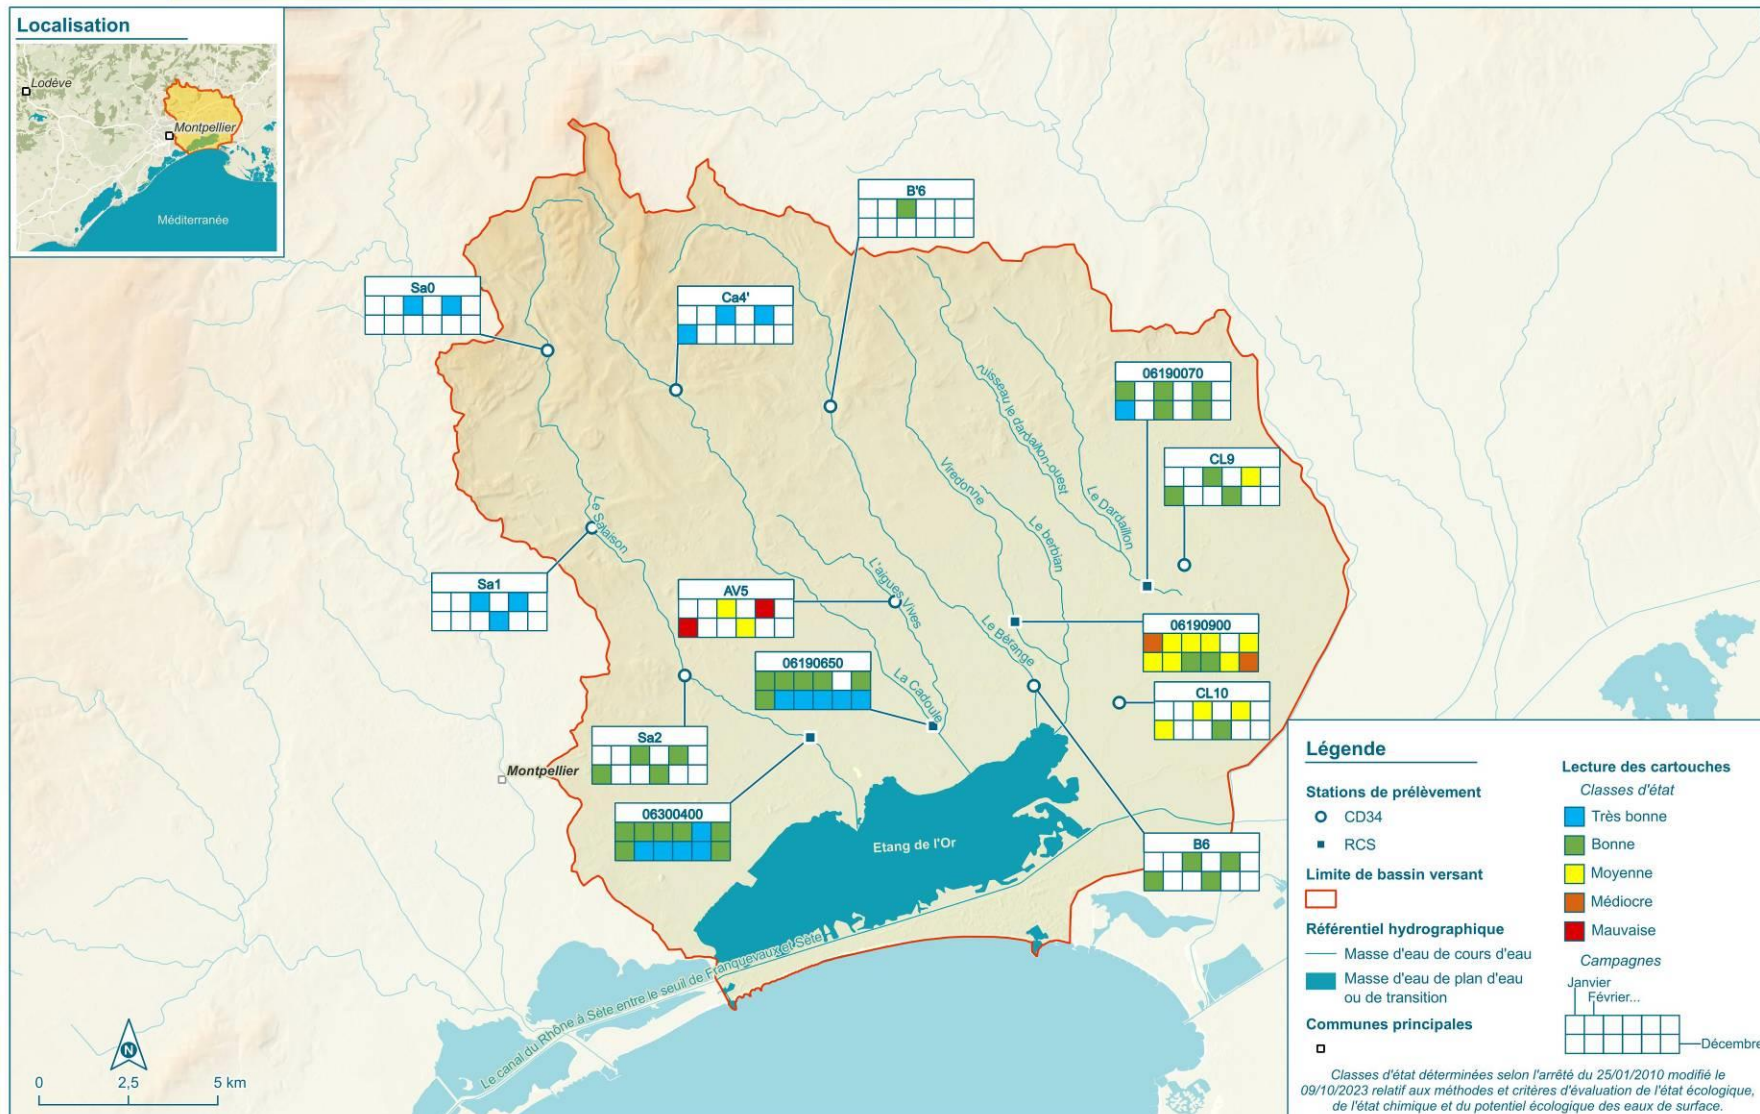 Localisation
Lodève
Montpellier
Méditerranée
B'6
Sa0
Ca4'
06190070
CL9
uisseau le dardaillon-ouest
Viredonne
Le Dardaillon
Le berbian
Le Salaison
Sa1
AV5
L'aigues Vives
Le Bérange
06190900
06190650
La Cadoule
CL10
Sa2
Montpellier
06300400
Etang de l'Or
B6
Le canal du Rhône à Sète entre le seuil de Franquevaux et Sète
N
0 2,5 5 km
Légende
Stations de prélèvement
CD34
RCS
Limite de bassin versant
Référentiel hydrographique
Masse d'eau de cours d'eau
Masse d'eau de plan d'eau
ou de transition
Communes principales
Lecture des cartouches
Classes d'état
Très bonne
Bonne
Moyenne
Médiocre
Mauvaise
Campagnes
Janvier
Février...
Décembre
Classes d'état déterminées selon l'arrêté du 25/01/2010 modifié le
09/10/2023 relatif aux méthodes et critères d'évaluation de l'état écologique,
de l'état chimique et du potentiel écologique des eaux de surface.